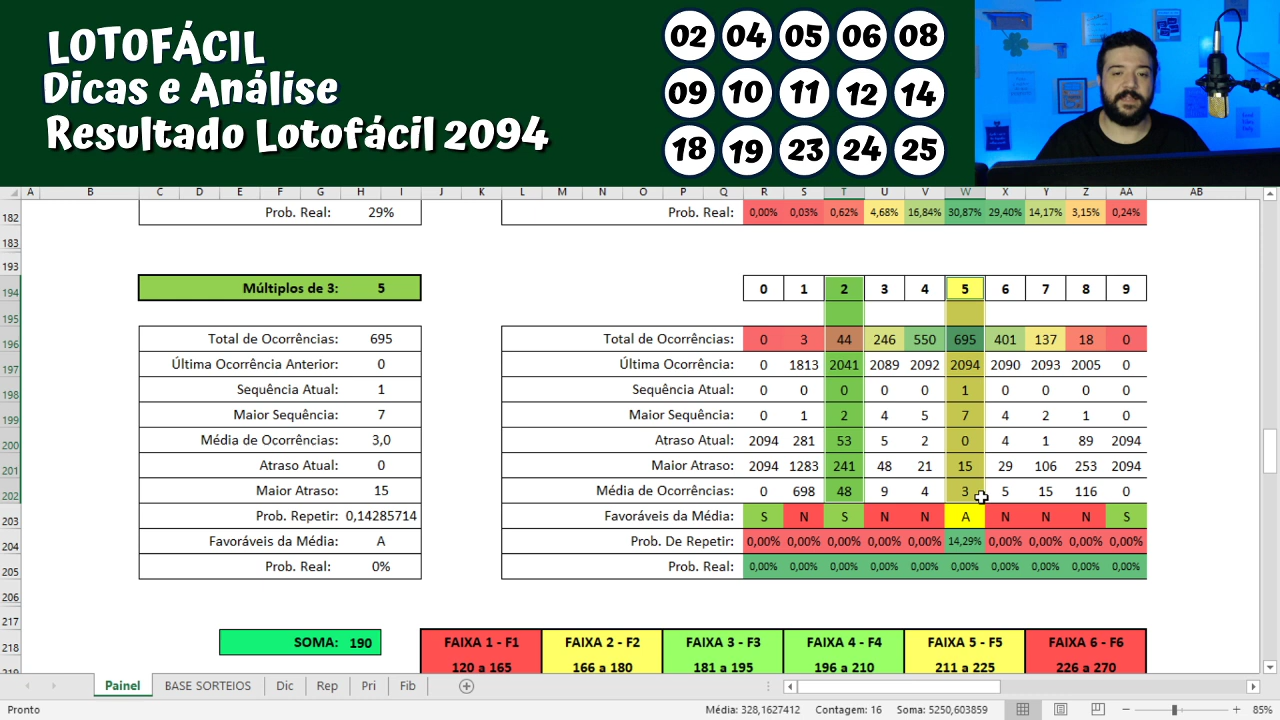 LOTOFÁCIL
Dicas e Análise
Resultado Lotofácil 2094
02 04 05 06 08
09 10 11 12 14
18 19 23 24 25
A B C D E F G H I J K L M N O P Q R S T U V W X Y Z AA AB
182 Prob. Real: 29% Prob. Real: 0,00% 0,03% 0,62% 4,68% 16,84% 30,87% 29,40% 14,17% 3,15% 0,24%
183
193
194 Múltiplos de 3: 5 0 1 2 3 4 5 6 7 8 9
195
196 Total de Ocorrências: 695 Total de Ocorrências: 0 3 44 246 550 695 401 137 18 0
197 Última Ocorrência Anterior: 0 Última Ocorrência: 0 1813 2041 2089 2092 2094 2090 2093 2005 0
198 Sequência Atual: 1 Sequência Atual: 0 0 0 0 0 1 0 0 0 0
199 Maior Sequência: 7 Maior Sequência: 0 1 2 4 5 7 4 2 1 0
200 Média de Ocorrências: 3,0 Atraso Atual: 2094 281 53 5 2 0 4 1 89 2094
201 Atraso Atual: 0 Maior Atraso: 2094 1283 241 48 21 15 29 106 253 2094
202 Maior Atraso: 15 Média de Ocorrências: 0 698 48 9 4 3 5 15 116 0
203 Prob. Repetir: 0,14285714 Favoráveis da Média: S N S N N A N N N S
204 Favoráveis da Média: A Prob. De Repetir: 0,00% 0,00% 0,00% 0,00% 0,00% 14,29% 0,00% 0,00% 0,00% 0,00%
205 Prob. Real: 0% Prob. Real: 0,00% 0,00% 0,00% 0,00% 0,00% 0,00% 0,00% 0,00% 0,00% 0,00%
206
217
218 SOMA: 190 FAIXA 1 - F1 FAIXA 2 - F2 FAIXA 3 - F3 FAIXA 4 - F4 FAIXA 5 - F5 FAIXA 6 - F6
120 a 165 166 a 180 181 a 195 196 a 210 211 a 225 226 a 270
Painel BASE SORTEIOS Dic Rep Pri Fib
Pronto Média: 328,1627412 Contagem: 16 Soma: 5250,603859 85%